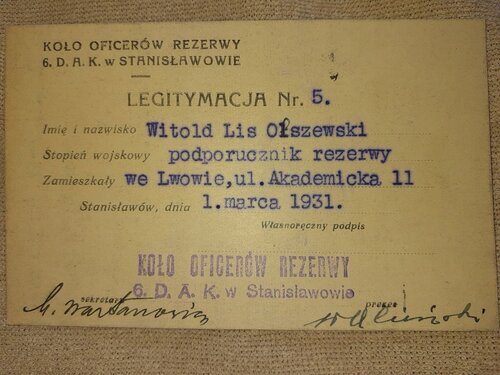 KOŁO OFICERÓW REZERWY
6. D. A. K. w STANISŁAWOWIE
LEGITYMACJA Nr. 5.
Imię i nazwisko Witold Lis Olszewski
Stopień wojskowy podporucznik rezerwy
Zamieszkały we Lwowie,ul.Akademicka 11
Stanisławów, dnia 1.marca 1931.
Własnoręczny podpis
KOŁO OFICERÓW REZERWY
6. D. A. K. w Stanisławowie
sekretarz prezes